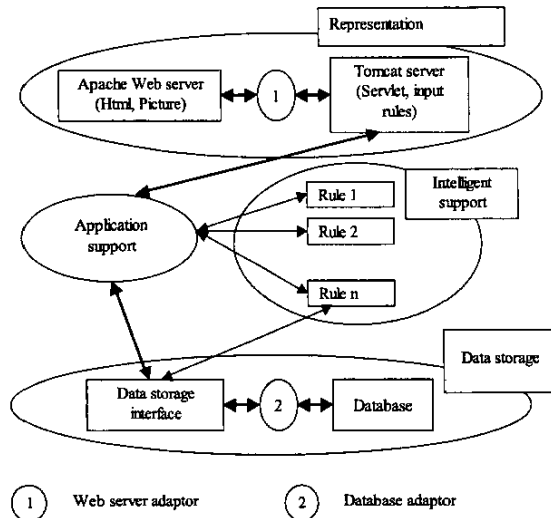 Representation
Apache Web server
(Html, Picture)
1
Tomcat server
(Servlet, input
rules)
Intelligent
support
Rule 1
Application
support
Rule 2
Rule n
Data storage
Data storage
interface
2
Database
1 Web server adaptor
2 Database adaptor